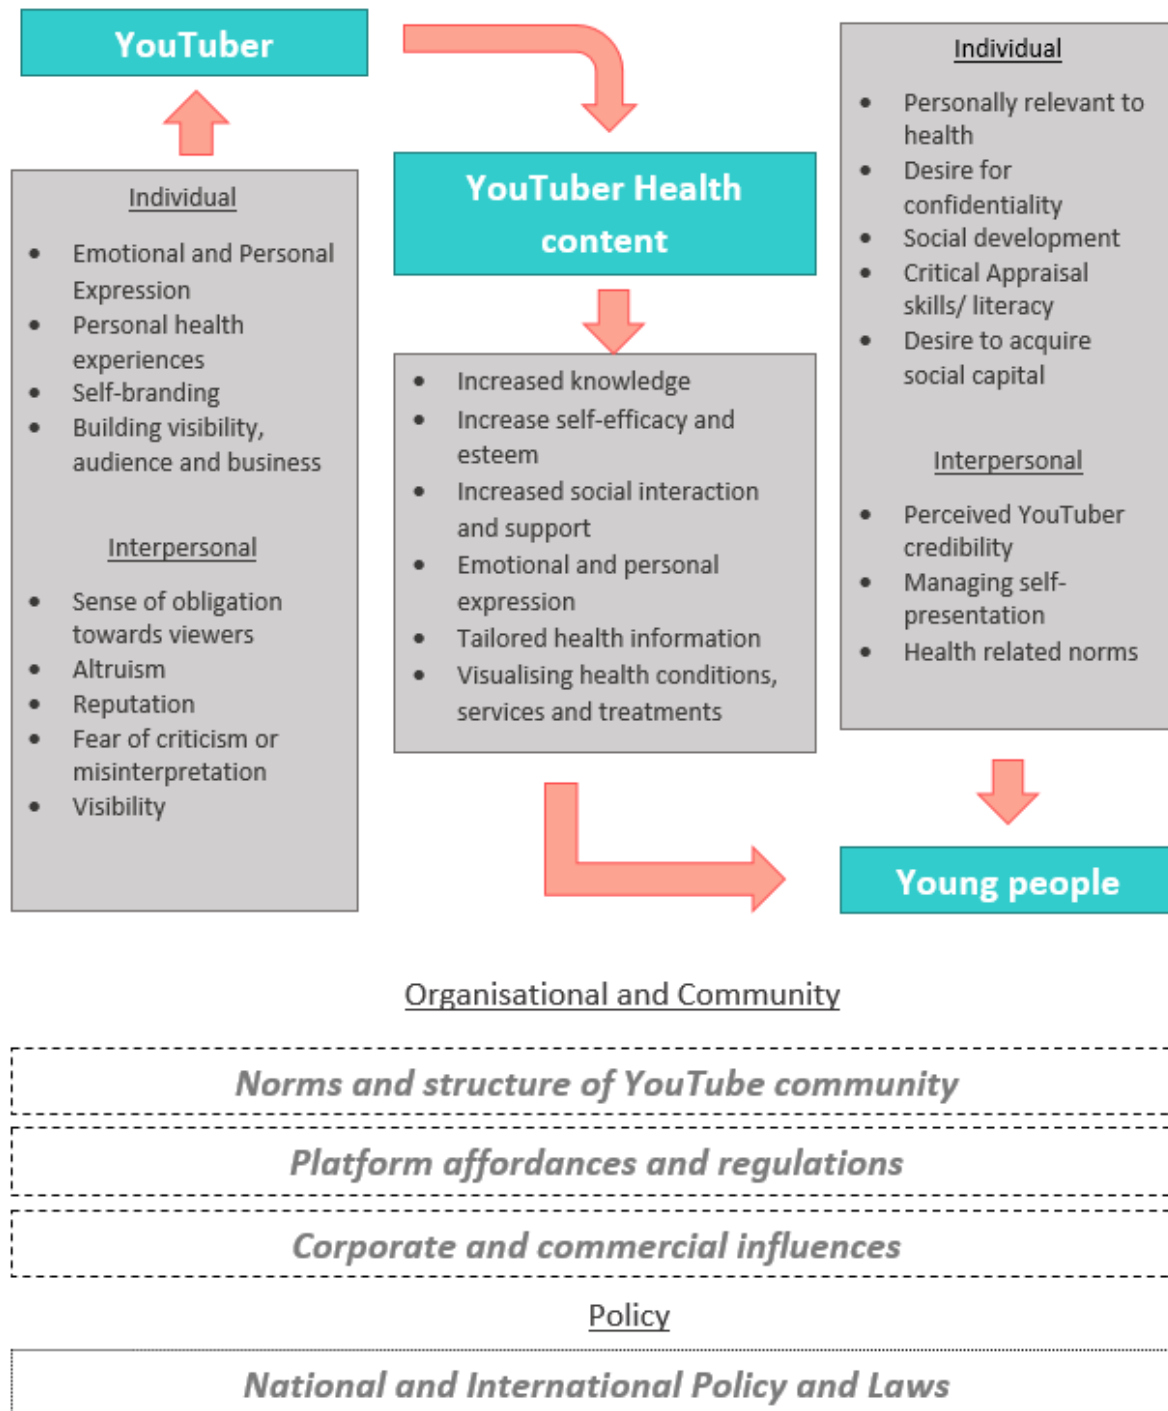 YouTuber
Individual
• Emotional and Personal
Expression
• Personal health
experiences
• Self-branding
• Building visibility,
audience and business
Interpersonal
• Sense of obligation
towards viewers
• Altruism
• Reputation
• Fear of criticism or
misinterpretation
• Visibility
YouTuber Health
content
• Increased knowledge
• Increase self-efficacy and
esteem
• Increased social interaction
and support
• Emotional and personal
expression
• Tailored health information
• Visualising health conditions,
services and treatments
Individual
• Personally relevant to
health
• Desire for
confidentiality
• Social development
• Critical Appraisal
skills/ literacy
• Desire to acquire
social capital
Interpersonal
• Perceived YouTuber
credibility
• Managing self-
presentation
• Health related norms
Young people
Organisational and Community
Norms and structure of YouTube community
Platform affordances and regulations
Corporate and commercial influences
Policy
National and International Policy and Laws